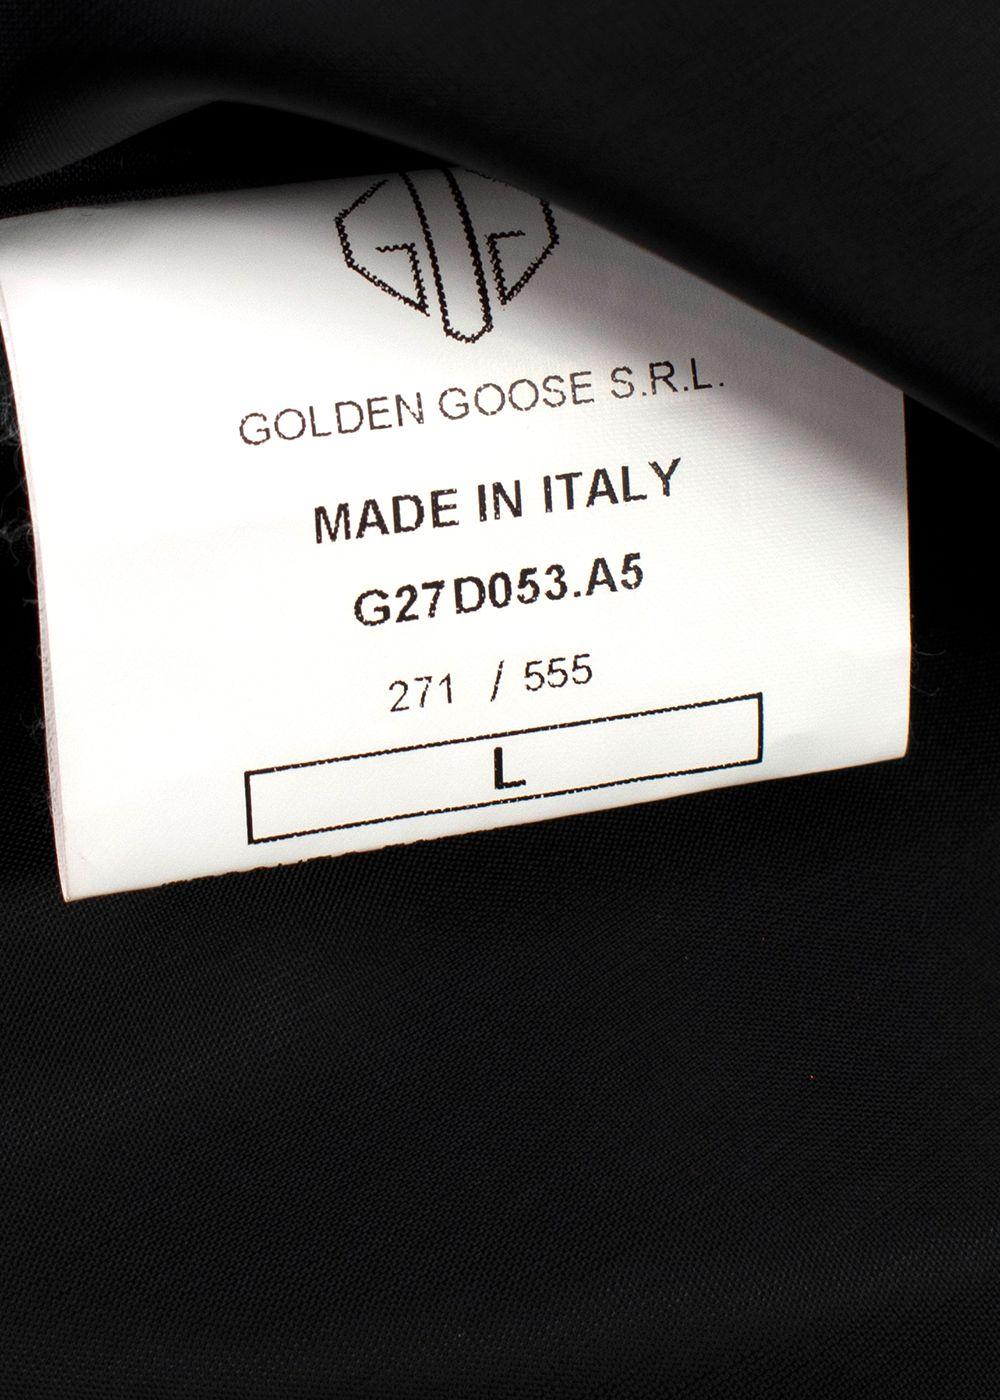 GOLDEN GOOSE S.R.L.
MADE IN ITALY
G27D053.A5
271 / 555
L